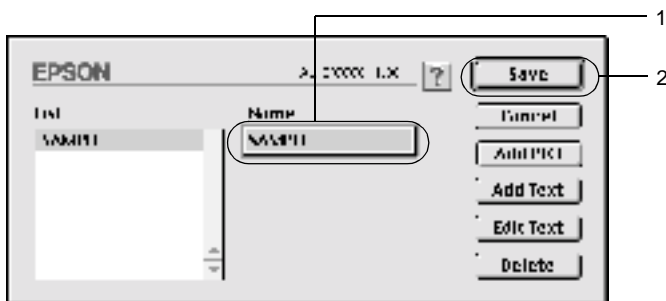 1
EPSON
? Save 2
List Name Cancel
SAMPLE SAMPLE
Add PICT
Add Text
Edit Text
Delete